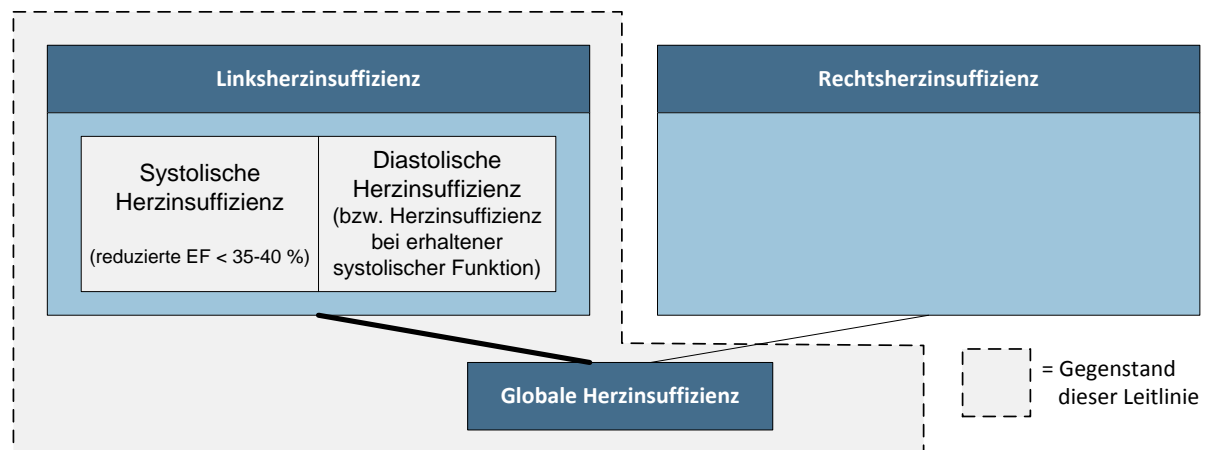 Linksherzinsuffizienz
Rechtsherzinsuffizienz
Systolische
Herzinsuffizienz
(reduzierte EF < 35-40 %)
Diastolische
Herzinsuffizienz
(bzw. Herzinsuffizienz
bei erhaltener
systolischer Funktion)
Globale Herzinsuffizienz
= Gegenstand
dieser Leitlinie